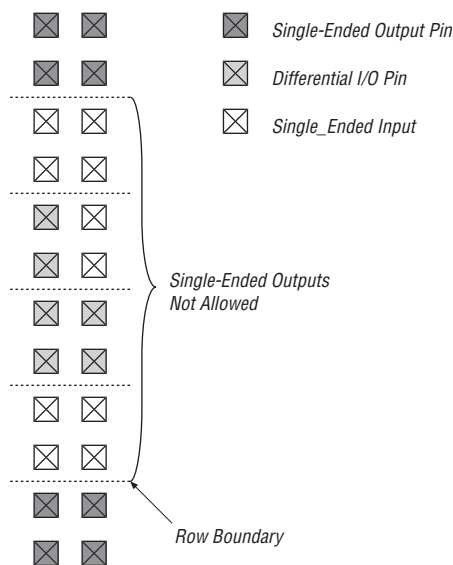 Single-Ended Output Pin
Differential I/O Pin
Single_Ended Input
Single-Ended Outputs
Not Allowed
Row Boundary